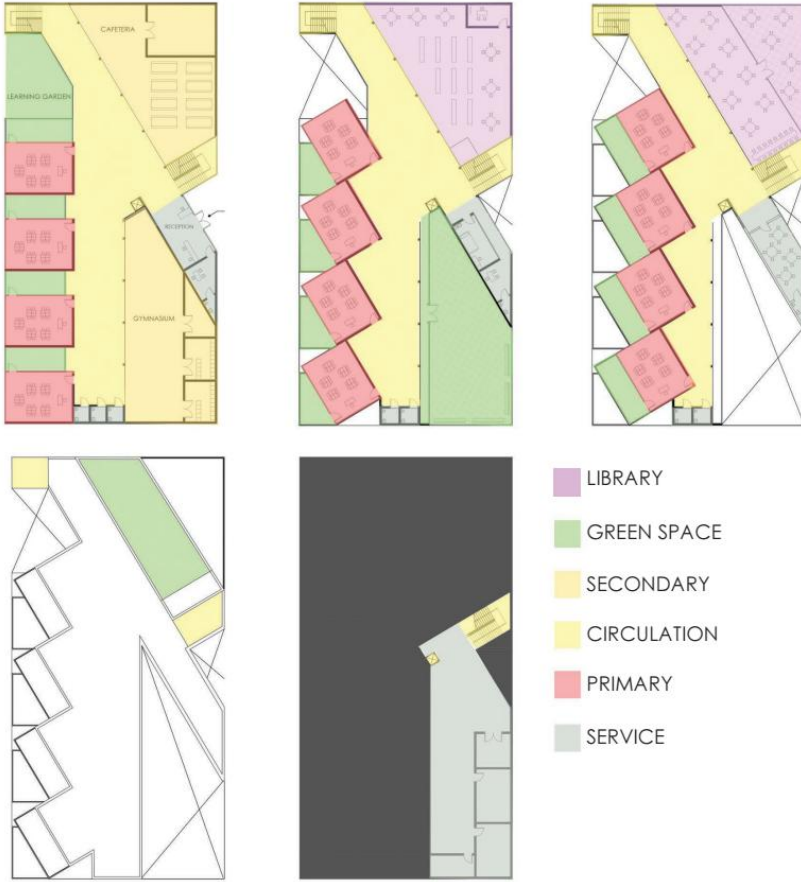 CAFETERIA
LEARNING GARDEN
RECEPTION
GYMNASIUM
LIBRARY
GREEN SPACE
SECONDARY
CIRCULATION
PRIMARY
SERVICE